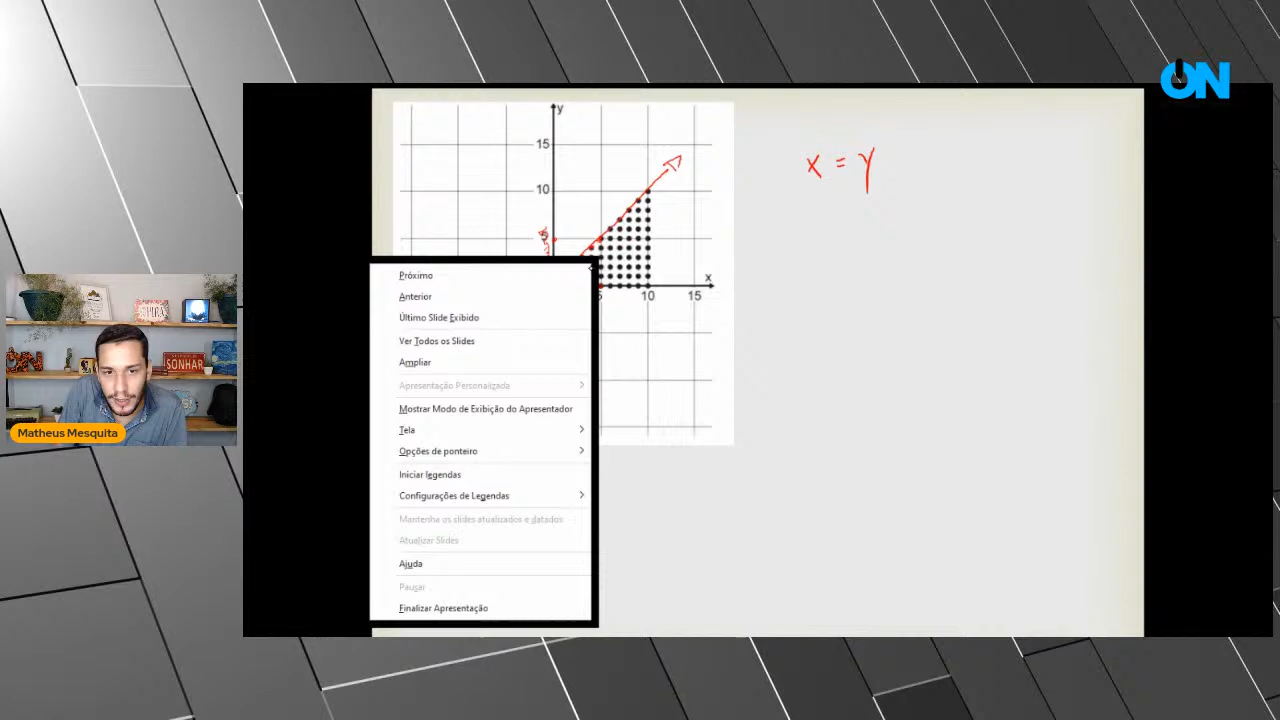 ON
y
15
10
5
x
10
15
x = y
Próximo
Anterior
Último Slide Exibido
Ver Todos os Slides
Ampliar
Apresentação Personalizada
Mostrar Modo de Exibição do Apresentador
Tela
Opções de ponteiro
Iniciar legendas
Configurações de Legendas
Mantenha os slides atualizados e datados
Atualizar Slides
Ajuda
Pausar
Finalizar Apresentação
SONHAR
Matheus Mesquita